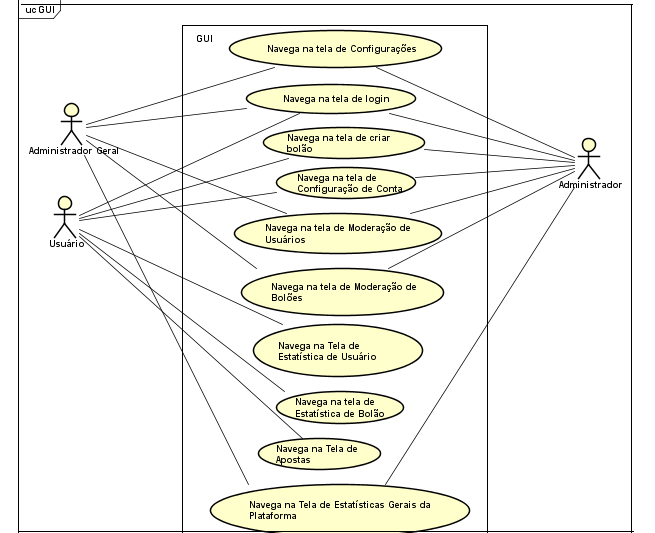 uc GUI
GUI
Navega na tela de Configurações
Navega na tela de login
Administrador Geral
Navega na tela de criar
bolão
Navega na tela de
Configuração de Conta
Administrador
Usuário
Navega na tela de Moderação de
Usuários
Navega na tela de Moderação de
Bolões
Navega na Tela de
Estatística de Usuário
Navega na tela de
Estatística de Bolão
Navega na Tela de
Apostas
Navega na Tela de Estatísticas Gerais da
Plataforma